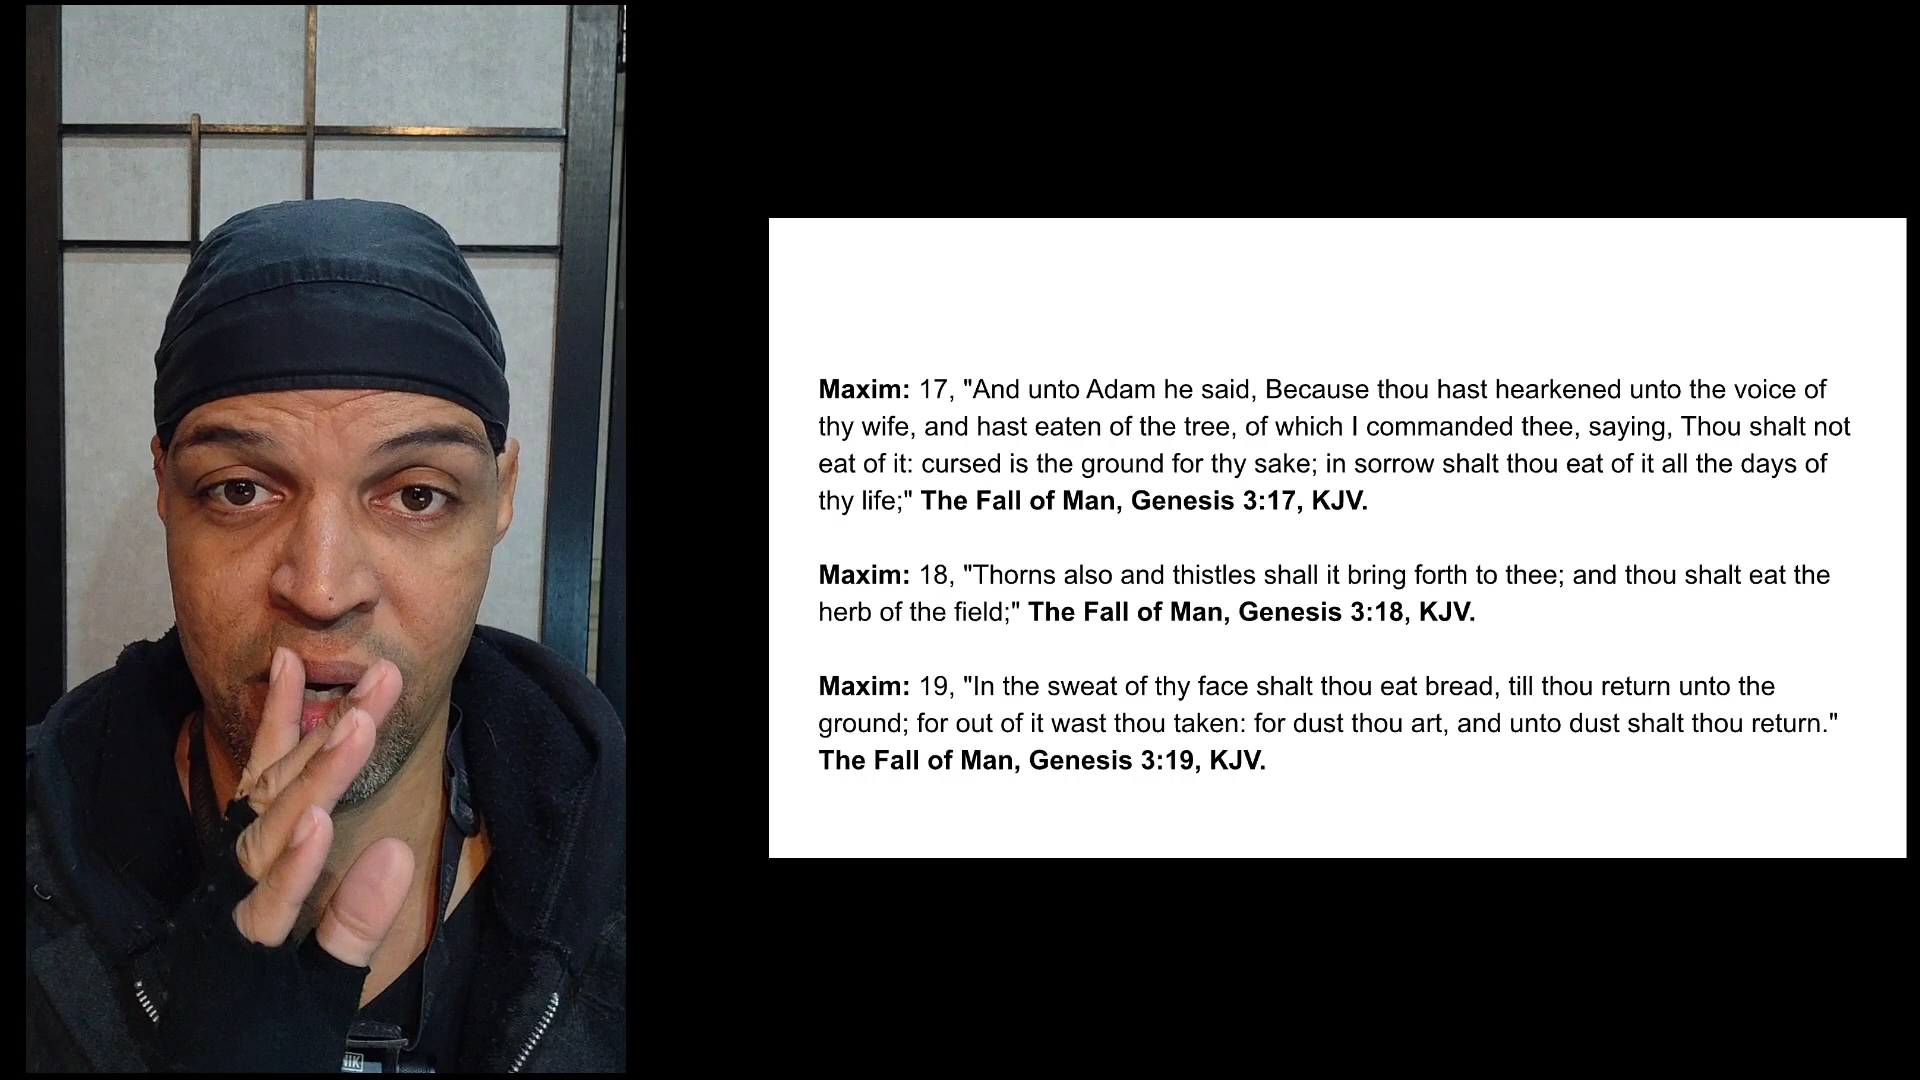 Maxim: 17, "And unto Adam he said, Because thou hast hearkened unto the voice of
thy wife, and hast eaten of the tree, of which I commanded thee, saying, Thou shalt not
eat of it: cursed is the ground for thy sake; in sorrow shalt thou eat of it all the days of
thy life;" The Fall of Man, Genesis 3:17, KJV.
Maxim: 18, "Thorns also and thistles shall it bring forth to thee; and thou shalt eat the
herb of the field;" The Fall of Man, Genesis 3:18, KJV.
Maxim: 19, "In the sweat of thy face shalt thou eat bread, till thou return unto the
ground; for out of it wast thou taken: for dust thou art, and unto dust shalt thou return."
The Fall of Man, Genesis 3:19, KJV.